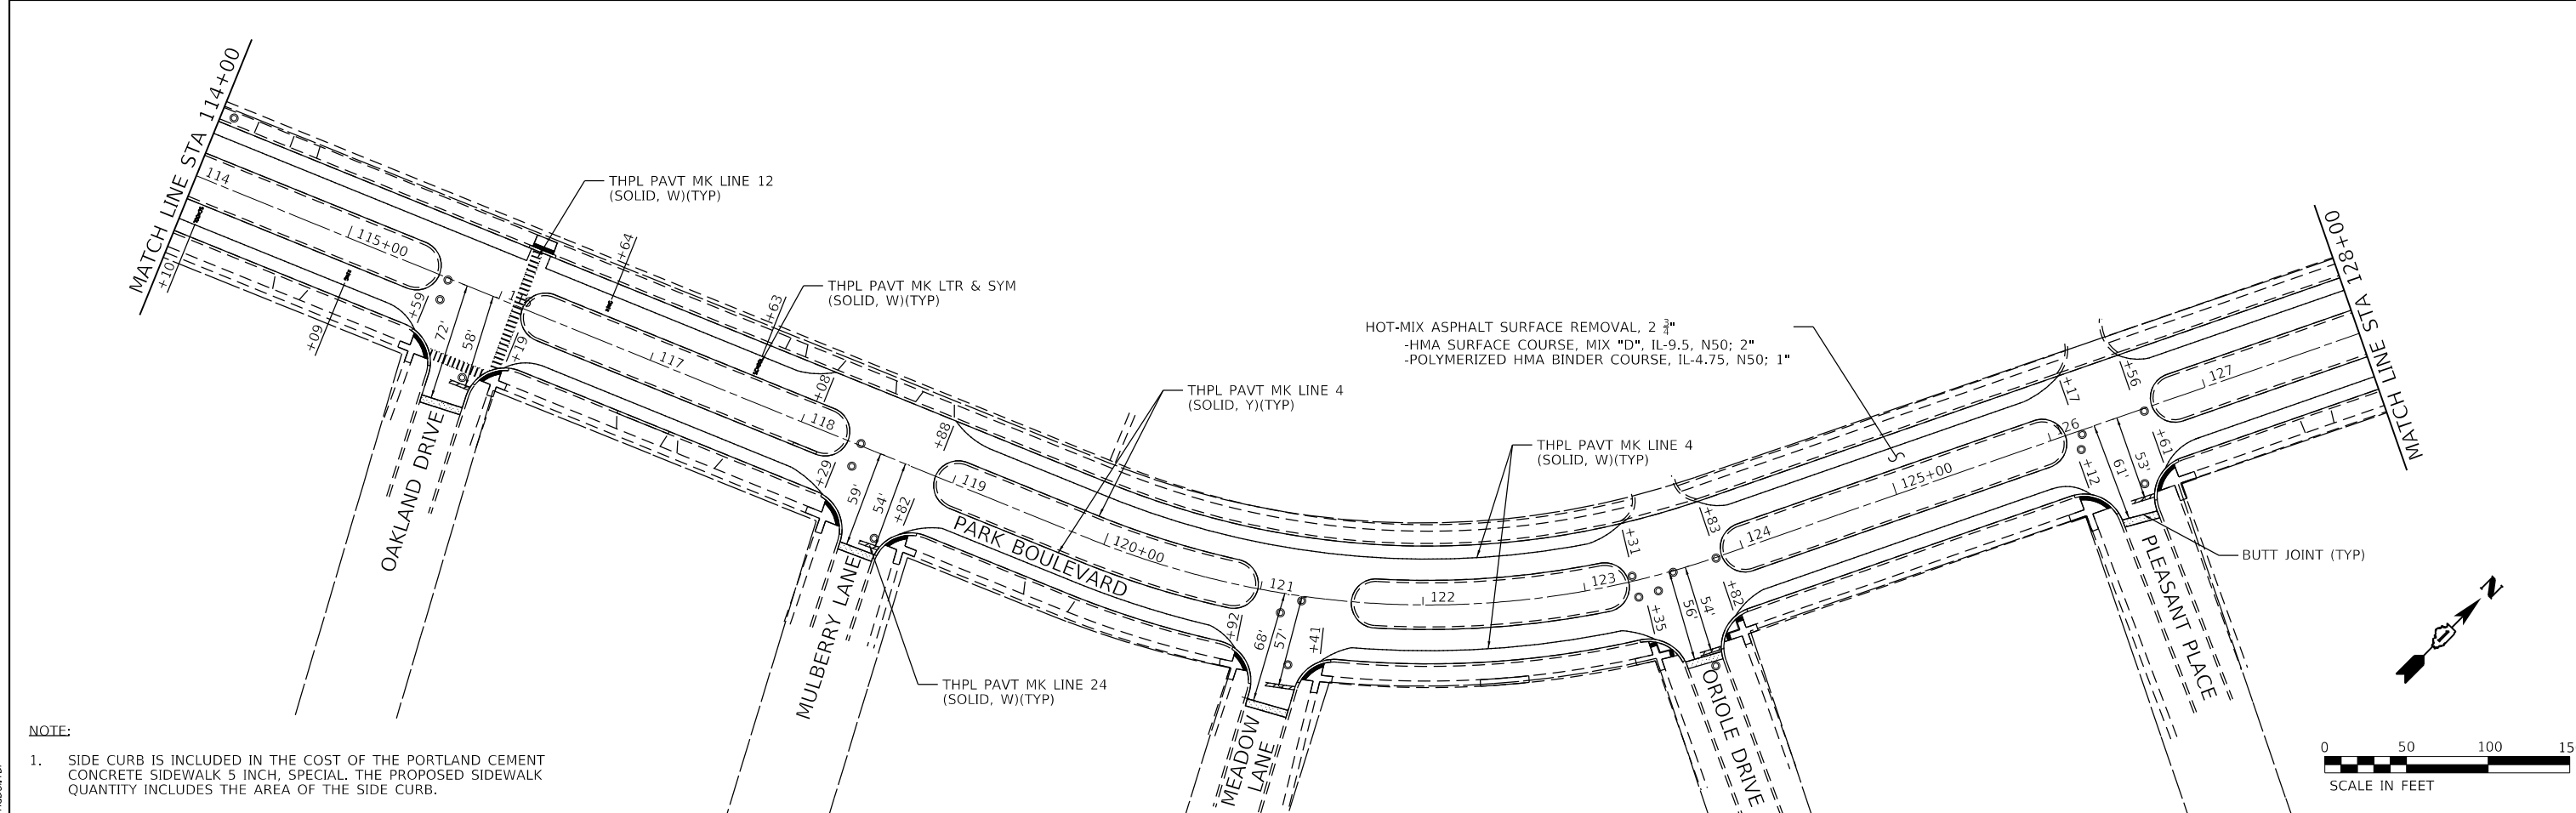 MATCH LINE STA 114+00
114
+10
115+00
+09
+59
72'
58'
+19
THPL PAVT MK LINE 12
(SOLID, W)(TYP)
+64
THPL PAVT MK LTR & SYM
(SOLID, W)(TYP)
+63
117
+08
118
+29
59'
54'
+82
+88
119
OAKLAND DRIVE
MULBERRY LANE
PARK BOULEVARD
120+00
THPL PAVT MK LINE 4
(SOLID, Y)(TYP)
THPL PAVT MK LINE 24
(SOLID, W)(TYP)
121
+92
68'
57'
+41
MEADOW
LANE
122
THPL PAVT MK LINE 4
(SOLID, W)(TYP)
123
+31
+35
56'
54'
+82
+83
ORIOLE DRIVE
124
HOT-MIX ASPHALT SURFACE REMOVAL, 2 3/4"
-HMA SURFACE COURSE, MIX "D", IL-9.5, N50; 2"
-POLYMERIZED HMA BINDER COURSE, IL-4.75, N50; 1"
125+00
126
+17
+12
61'
53'
+61
+56
127
PLEASANT PLACE
BUTT JOINT (TYP)
MATCH LINE STA 128+00
N
0 50 100
SCALE IN FEET
NOTE:
1. SIDE CURB IS INCLUDED IN THE COST OF THE PORTLAND CEMENT
CONCRETE SIDEWALK 5 INCH, SPECIAL. THE PROPOSED SIDEWALK
QUANTITY INCLUDES THE AREA OF THE SIDE CURB.